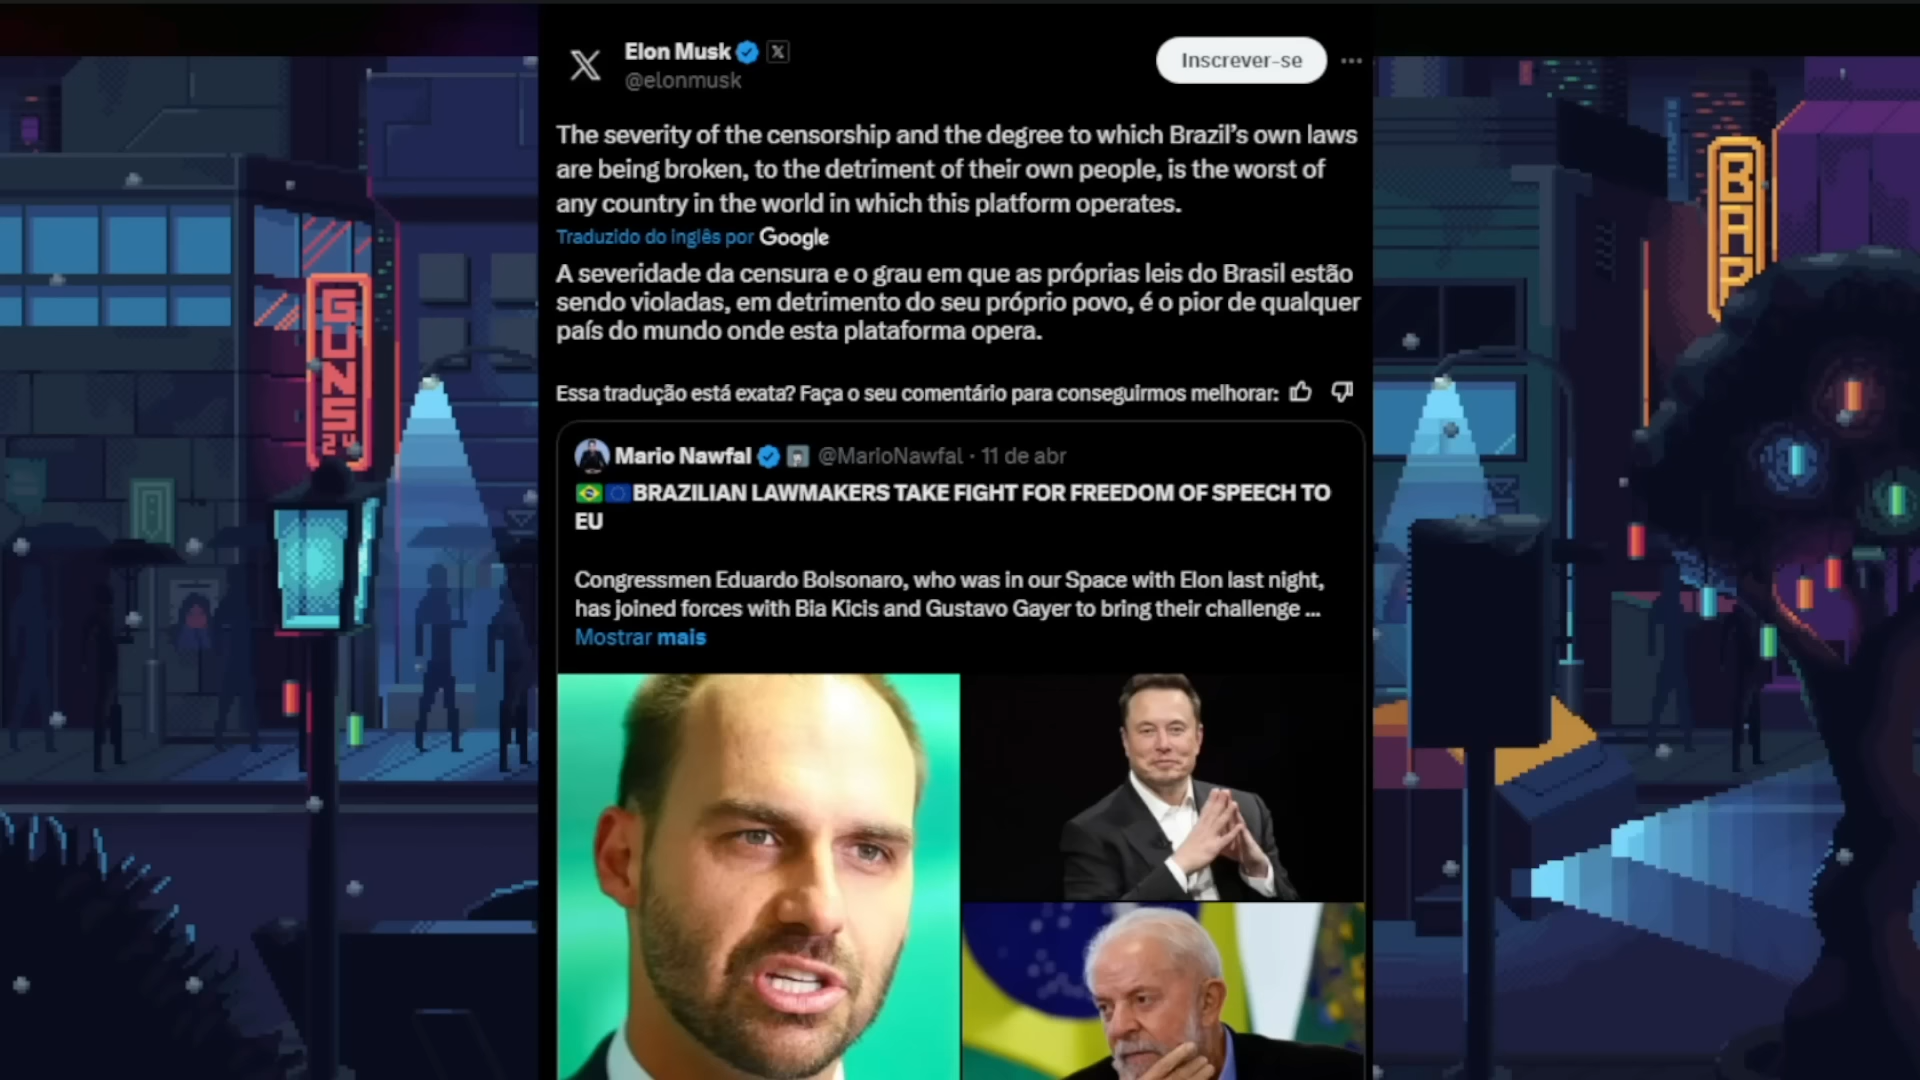 Elon Musk
@elonmusk
Inscrever-se
The severity of the censorship and the degree to which Brazil’s own laws
are being broken, to the detriment of their own people, is the worst of
any country in the world in which this platform operates.
Traduzido do inglês por Google
A severidade da censura e o grau em que as próprias leis do Brasil estão
sendo violadas, em detrimento do seu próprio povo, é o pior de qualquer
país do mundo onde esta plataforma opera.
Essa tradução está exata? Faça o seu comentário para conseguirmos melhorar:
Mario Nawfal @MarioNawfal · 11 de abr
BRAZILIAN LAWMAKERS TAKE FIGHT FOR FREEDOM OF SPEECH TO
EU
Congressmen Eduardo Bolsonaro, who was in our Space with Elon last night,
has joined forces with Bia Kicis and Gustavo Gayer to bring their challenge ...
Mostrar mais
GUNS
24
BAR